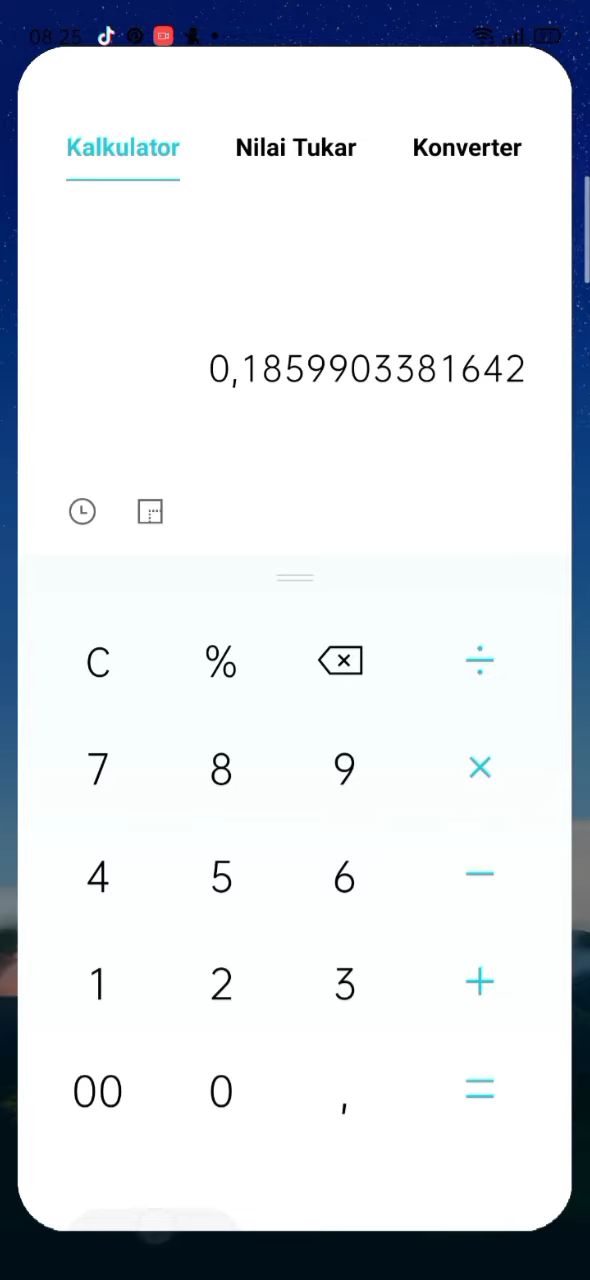 08.25
Kalkulator Nilai Tukar Konverter
0,1859903381642
C % ÷
7 8 9 ×
4 5 6 −
1 2 3 +
00 0 , =